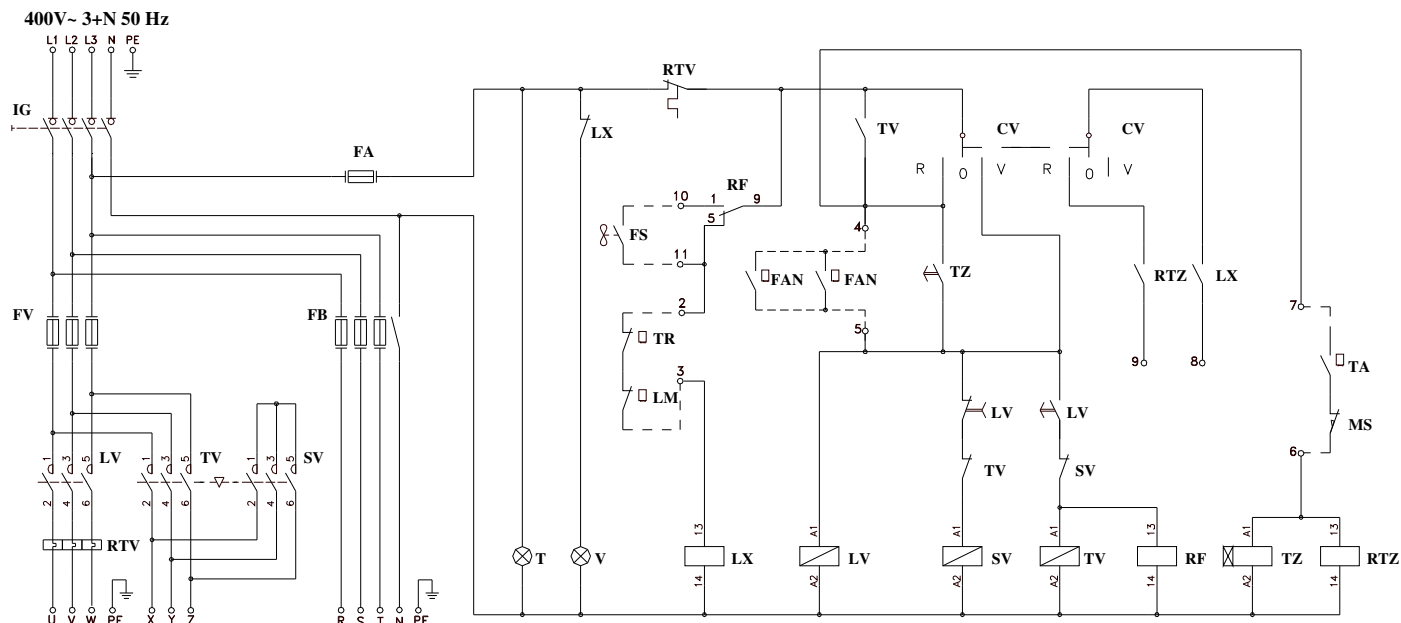 400V~ 3+N 50 Hz
L1 L2 L3 N PE
RTV
IG
LX
TV
CV
CV
FA
R O V
R O V
RF
10 1 9
5
FS
4
11
FAN
FAN
TZ
RTZ
LX
2
7
FV
FB
TR
5
3
9
8
TA
LM
LV
LV
MS
1 3 5
LV
1 3 5
TV
1 3 5
SV
TV
SV
6
2 4 6
2 4 6
2 4 6
13
A1
A1
A1
13
A1
13
RTV
T
V
LX
LV
SV
TV
RF
TZ
RTZ
14
A2
A2
A2
14
A2
14
U V W PE X Y Z
R S T N PE